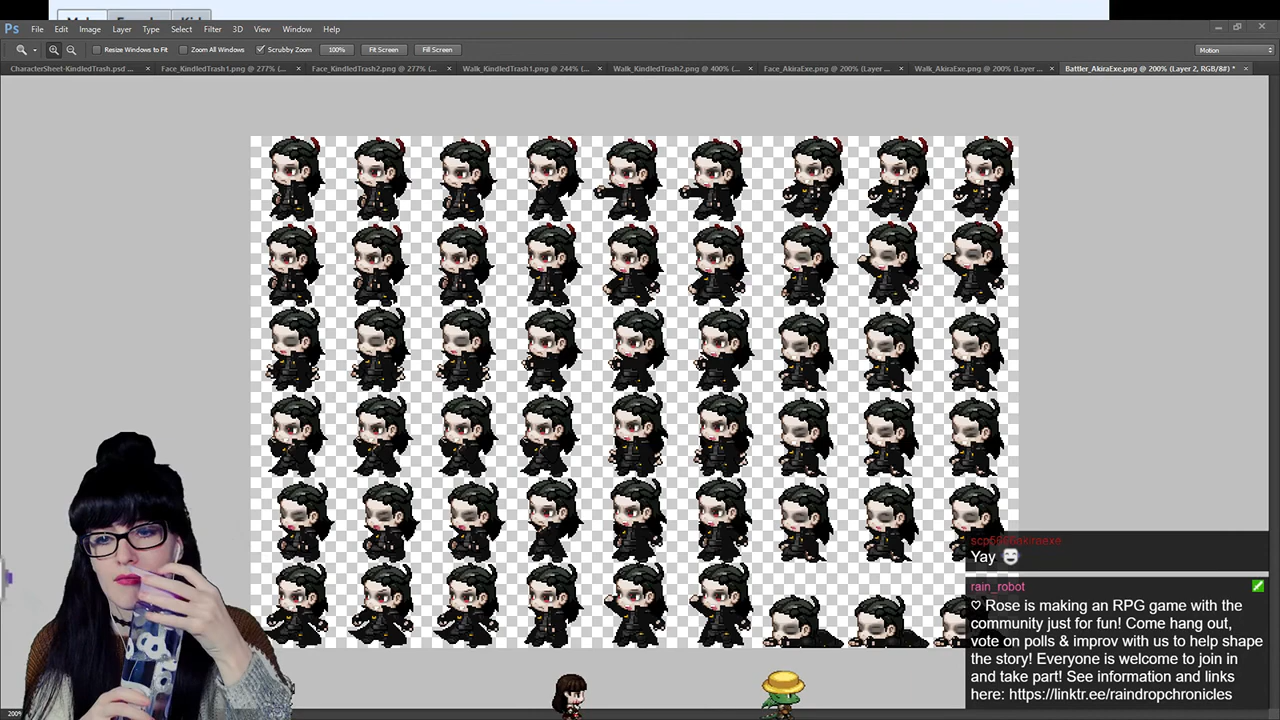 Ps File Edit Image Layer Type Select Filter 3D View Window Help
Resize Windows to Fit Zoom All Windows Scrubby Zoom 100% Fit Screen Fill Screen Motion
CharacterSheet-KindledTrash.psd ... × Face_KindledTrash1.png @ 277% (... × Face_KindledTrash2.png @ 277% (... × Walk_KindledTrash1.png @ 244% (... × Walk_KindledTrash2.png @ 400% (... × Face_AkiraExe.png @ 200% (Layer ... × Walk_AkiraExe.png @ 200% (Layer ... × Battler_AkiraExe.png @ 200% (Layer 2, RGB/8#) * ×
Yay
rain_robot
♡ Rose is making an RPG game with the
community just for fun! Come hang out,
vote on polls & improv with us to help shape
the story! Everyone is welcome to join in
and take part! See information and links
here: https://linktr.ee/raindropchronicles
200%